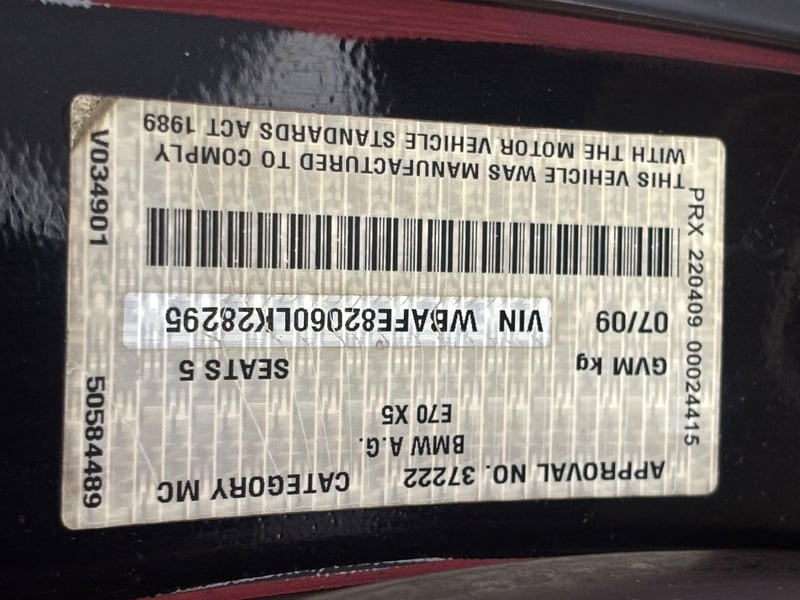 APPROVAL NO. 37222 CATEGORY MC
BMW A.G.
E70 X5
GVM kg SEATS 5
07/09 VIN WBAFE82060LK28295
THIS VEHICLE WAS MANUFACTURED TO COMPLY
WITH THE MOTOR VEHICLE STANDARDS ACT 1989
PRX 220409 00024415
V034901 50584489